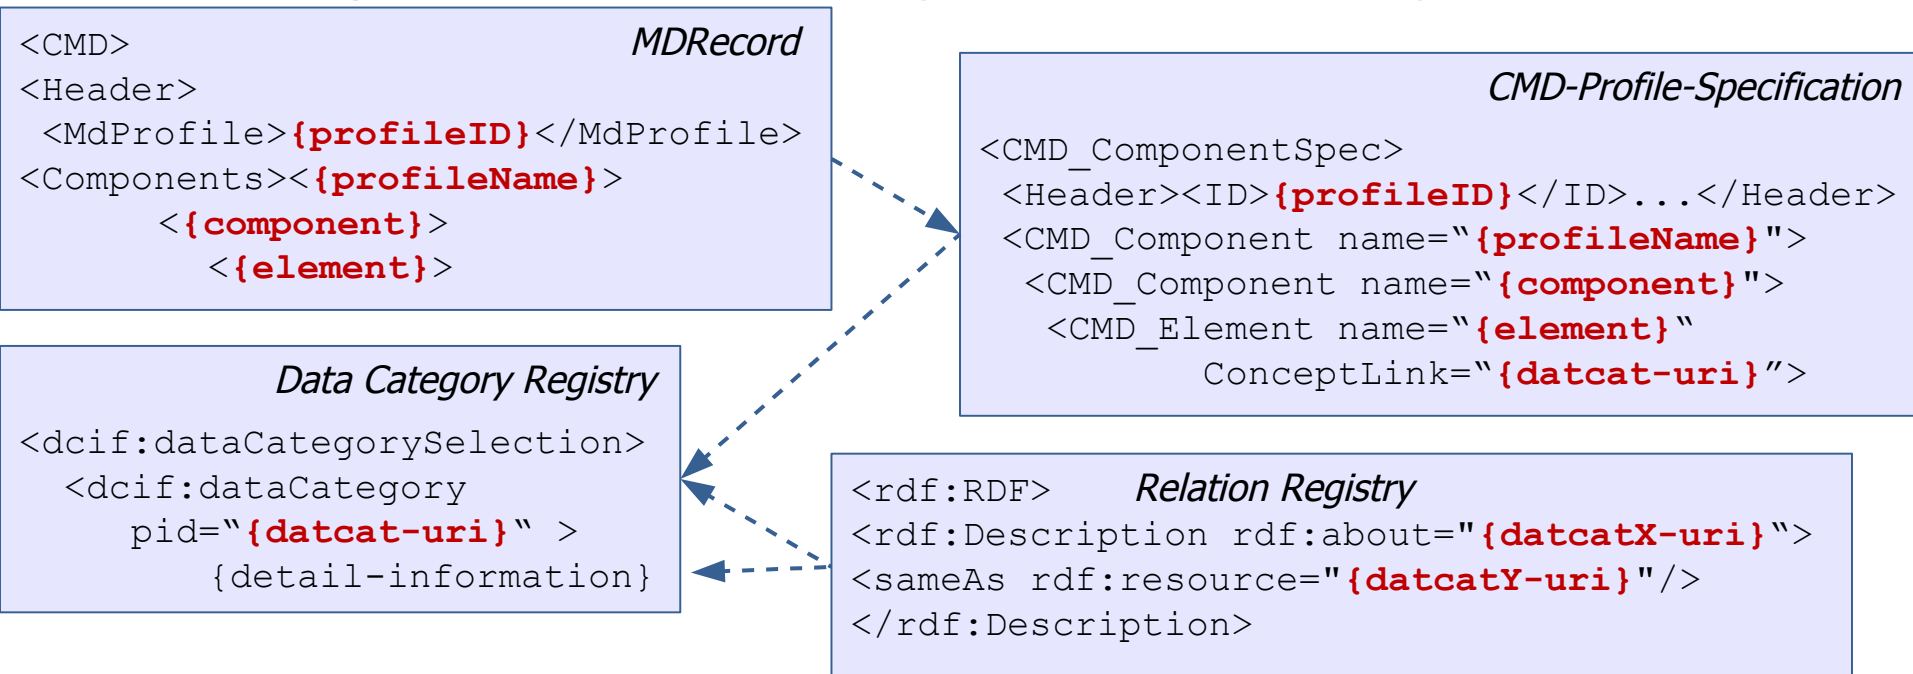 MDRecord
<CMD>
<Header>
<MdProfile>{profileID}</MdProfile>
<Components><{profileName}>
<{component}>
<{element}>
CMD-Profile-Specification
<CMD_ComponentSpec>
<Header><ID>{profileID}</ID>...</Header>
<CMD_Component name=“{profileName}">
<CMD_Component name=“{component}">
<CMD_Element name=“{element}“
ConceptLink=“{datcat-uri}”>
Data Category Registry
<dcif:dataCategorySelection>
<dcif:dataCategory
pid=“{datcat-uri}“ >
{detail-information}
<rdf:RDF> Relation Registry
<rdf:Description rdf:about="{datcatX-uri}“>
<sameAs rdf:resource="{datcatY-uri}"/>
</rdf:Description>